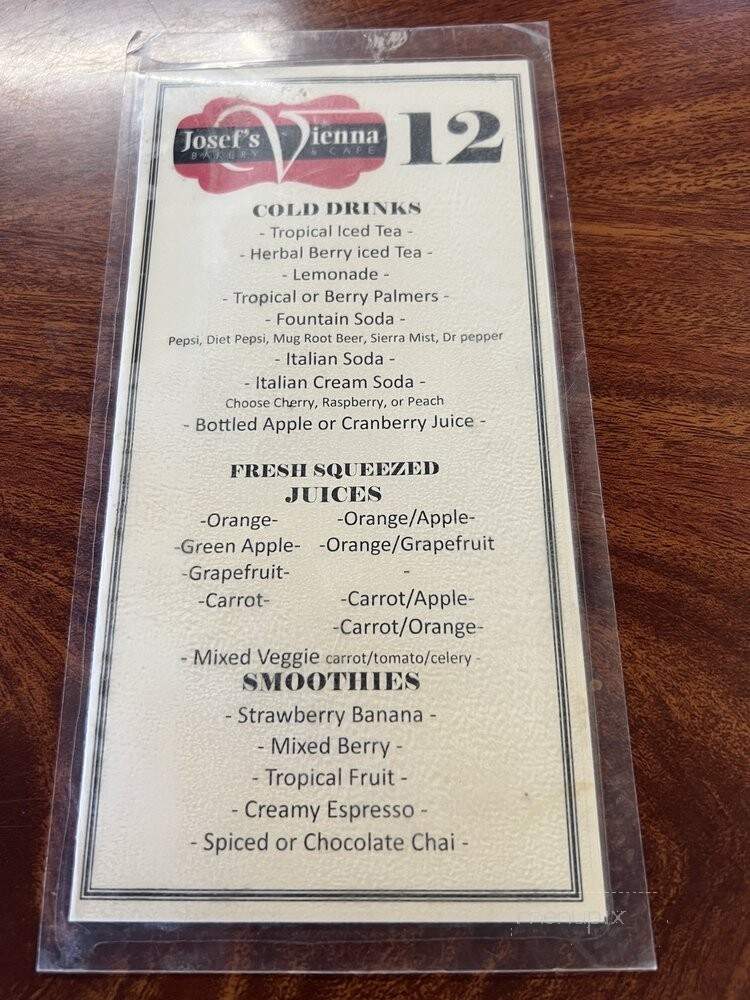 Josef's Vienna
BAKERY & CAFE
12
COLD DRINKS
- Tropical Iced Tea -
- Herbal Berry iced Tea -
- Lemonade -
- Tropical or Berry Palmers -
- Fountain Soda -
Pepsi, Diet Pepsi, Mug Root Beer, Sierra Mist, Dr pepper
- Italian Soda -
- Italian Cream Soda -
Choose Cherry, Raspberry, or Peach
- Bottled Apple or Cranberry Juice -
FRESH SQUEEZED
JUICES
-Orange- -Orange/Apple-
-Green Apple- -Orange/Grapefruit
-Grapefruit- -
-Carrot- -Carrot/Apple-
-Carrot/Orange-
- Mixed Veggie carrot/tomato/celery -
SMOOTHIES
- Strawberry Banana -
- Mixed Berry -
- Tropical Fruit -
- Creamy Espresso -
- Spiced or Chocolate Chai -